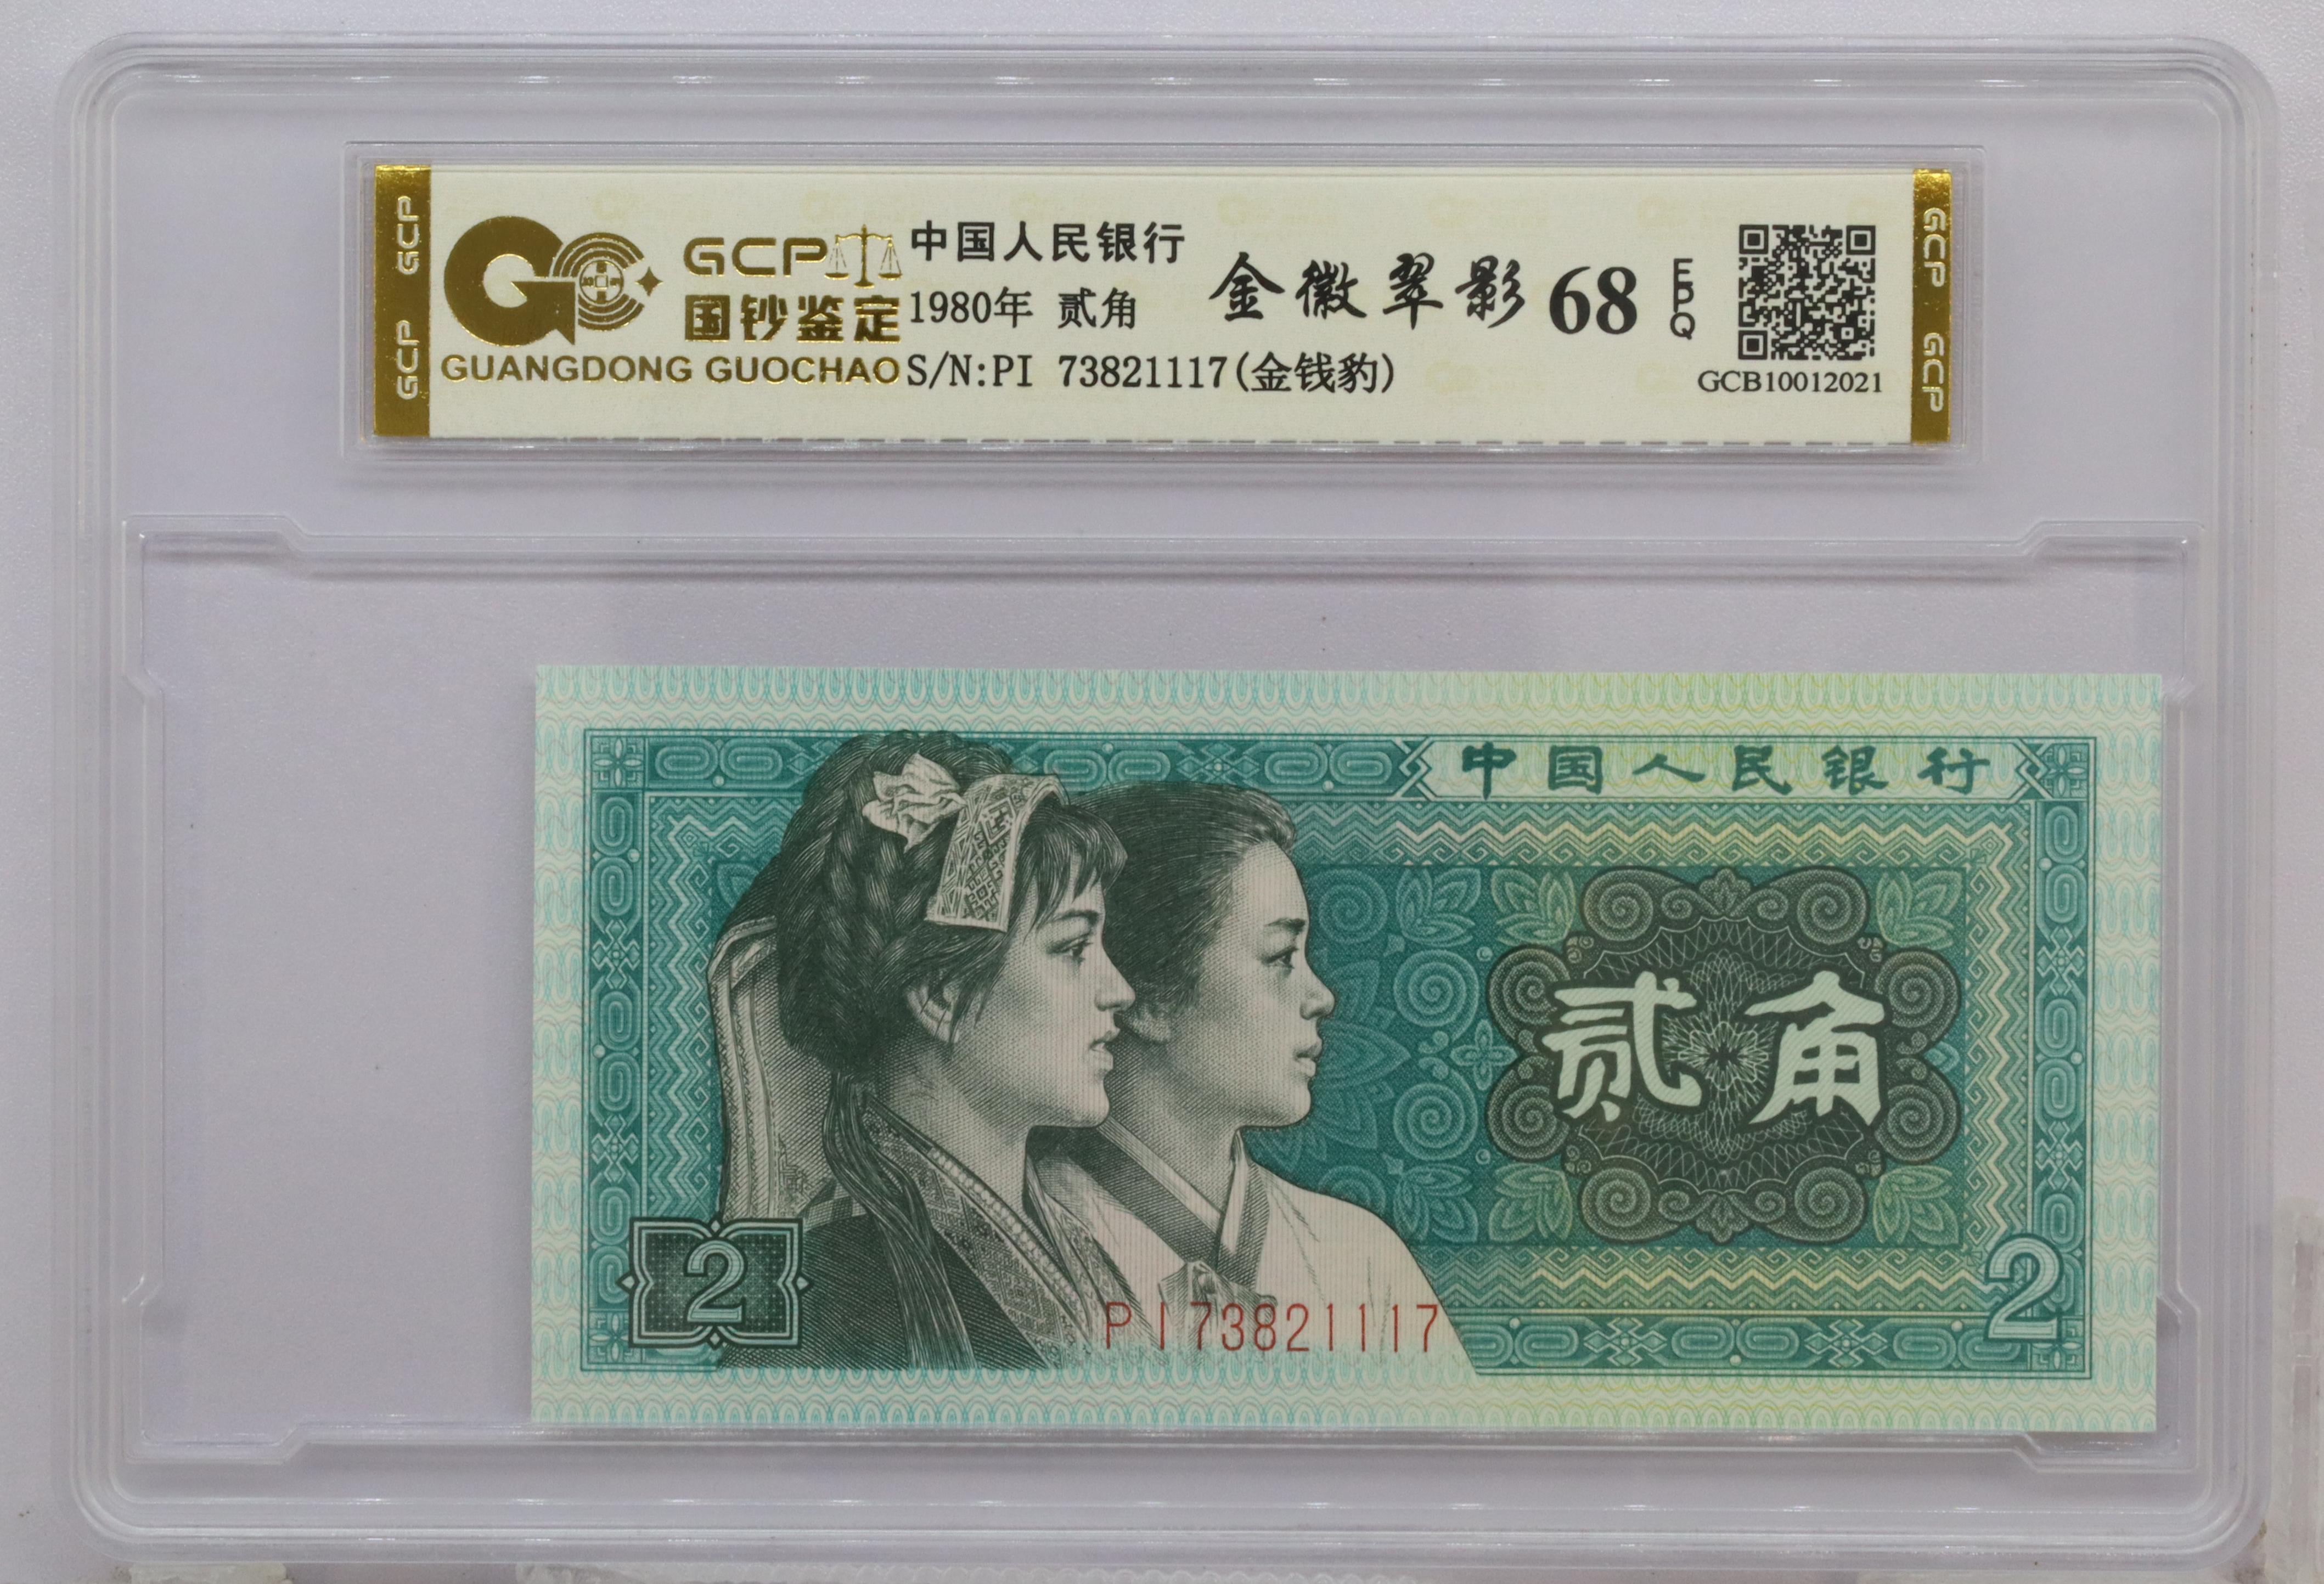 GCP GCP
GCP
国钞鉴定
GUANGDONG GUOCHAO
中国人民银行
1980年 贰角
S/N:PI 73821117(金钱豹)
金徽翠影 68 EPQ
GCB10012021
GCP GCP
中国人民银行
贰角
2
PI73821117
2